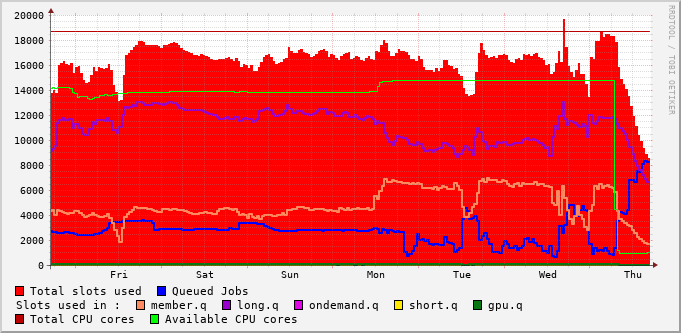 20000
18000
16000
14000
12000
10000
8000
6000
4000
2000
0
Fri Sat Sun Mon Tue Wed Thu
RRDTOOL / TOBI OETIKER
Total slots used Queued Jobs
Slots used in : member.q long.q ondemand.q short.q gpu.q
Total CPU cores Available CPU cores